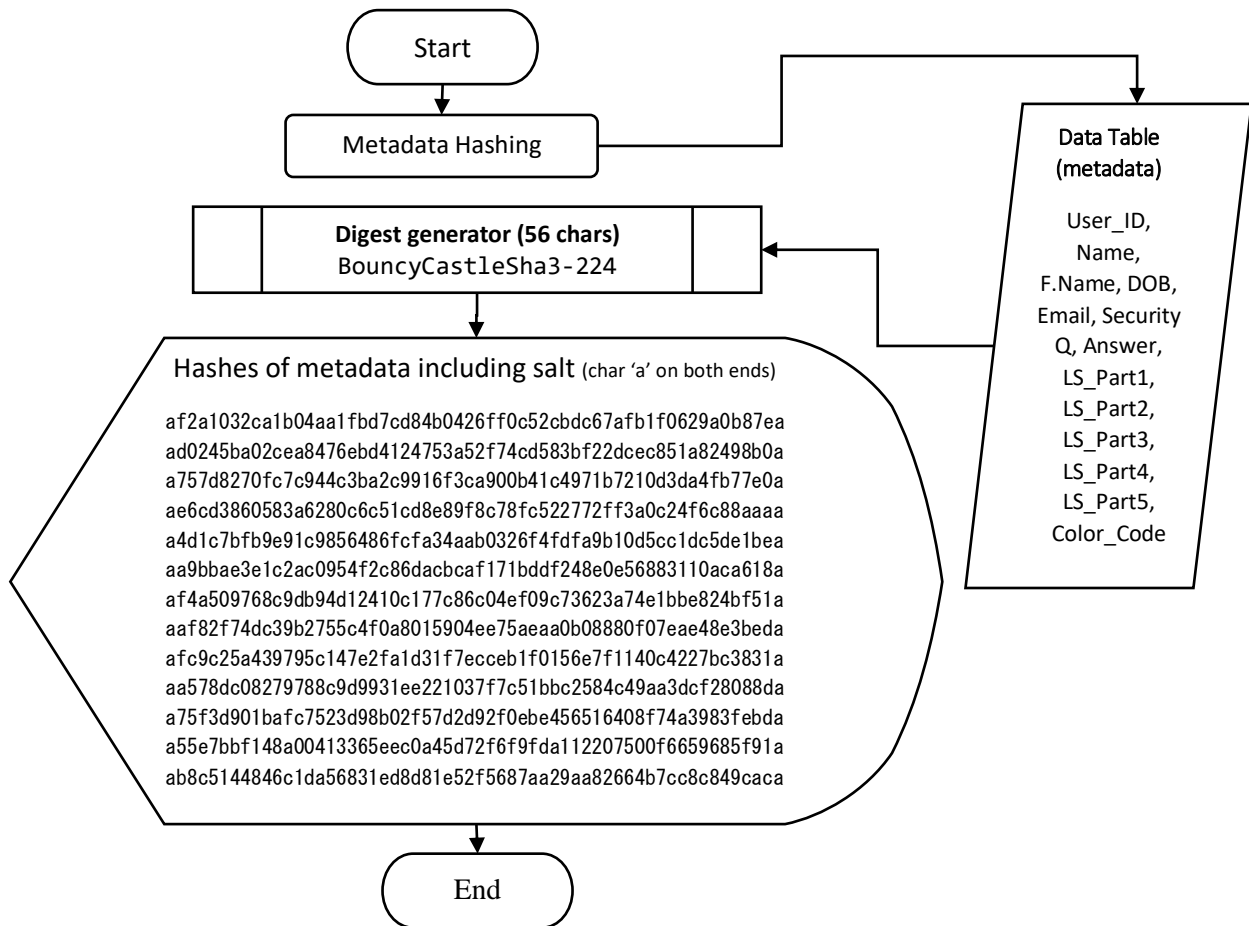 Start
Metadata Hashing
Data Table
(metadata)
User_ID,
Name,
F.Name, DOB,
Email, Security
Q, Answer,
LS_Part1,
LS_Part2,
LS_Part3,
LS_Part4,
LS_Part5,
Color_Code
Digest generator (56 chars)
BouncyCastleSha3-224
Hashes of metadata including salt (char ‘a’ on both ends)
af2a1032ca1b04aa1fbd7cd84b0426ff0c52cbdc67afb1f0629a0b87ea
ad0245ba02cea8476ebd4124753a52f74cd583bf22dcec851a82498b0a
a757d8270fc7c944c3ba2c9916f3ca900b41c4971b7210d3da4fb77e0a
ae6cd3860583a6280c6c51cd8e89f8c78fc522772ff3a0c24f6c88aaaa
a4d1c7bfb9e91c9856486fcfa34aab0326f4fdfa9b10d5cc1dc5de1bea
aa9bbae3e1c2ac0954f2c86dacbcaf171bddf248e0e56883110aca618a
af4a509768c9db94d12410c177c86c04ef09c73623a74e1bbe824bf51a
aaf82f74dc39b2755c4f0a8015904ee75aeaa0b08880f07eae48e3beda
afc9c25a439795c147e2fa1d31f7ecceb1f0156e7f1140c4227bc3831a
aa578dc08279788c9d9931ee221037f7c51bbc2584c49aa3dcf28088da
a75f3d901bafc7523d98b02f57d2d92f0ebe456516408f74a3983febda
a55e7bbf148a00413365eec0a45d72f6f9fda112207500f6659685f91a
ab8c5144846c1da56831ed8d81e52f5687aa29aa82664b7cc8c849caca
End